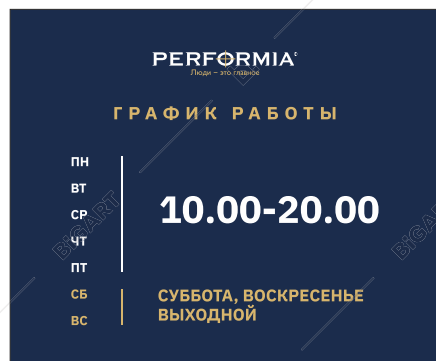 PERFORMIA
Люди – это главное
ГРАФИК РАБОТЫ
ПН
ВТ
СР
ЧТ
ПТ
10.00-20.00
СБ
ВС
СУББОТА, ВОСКРЕСЕНЬЕ
ВЫХОДНОЙ
BIGART
BIGART